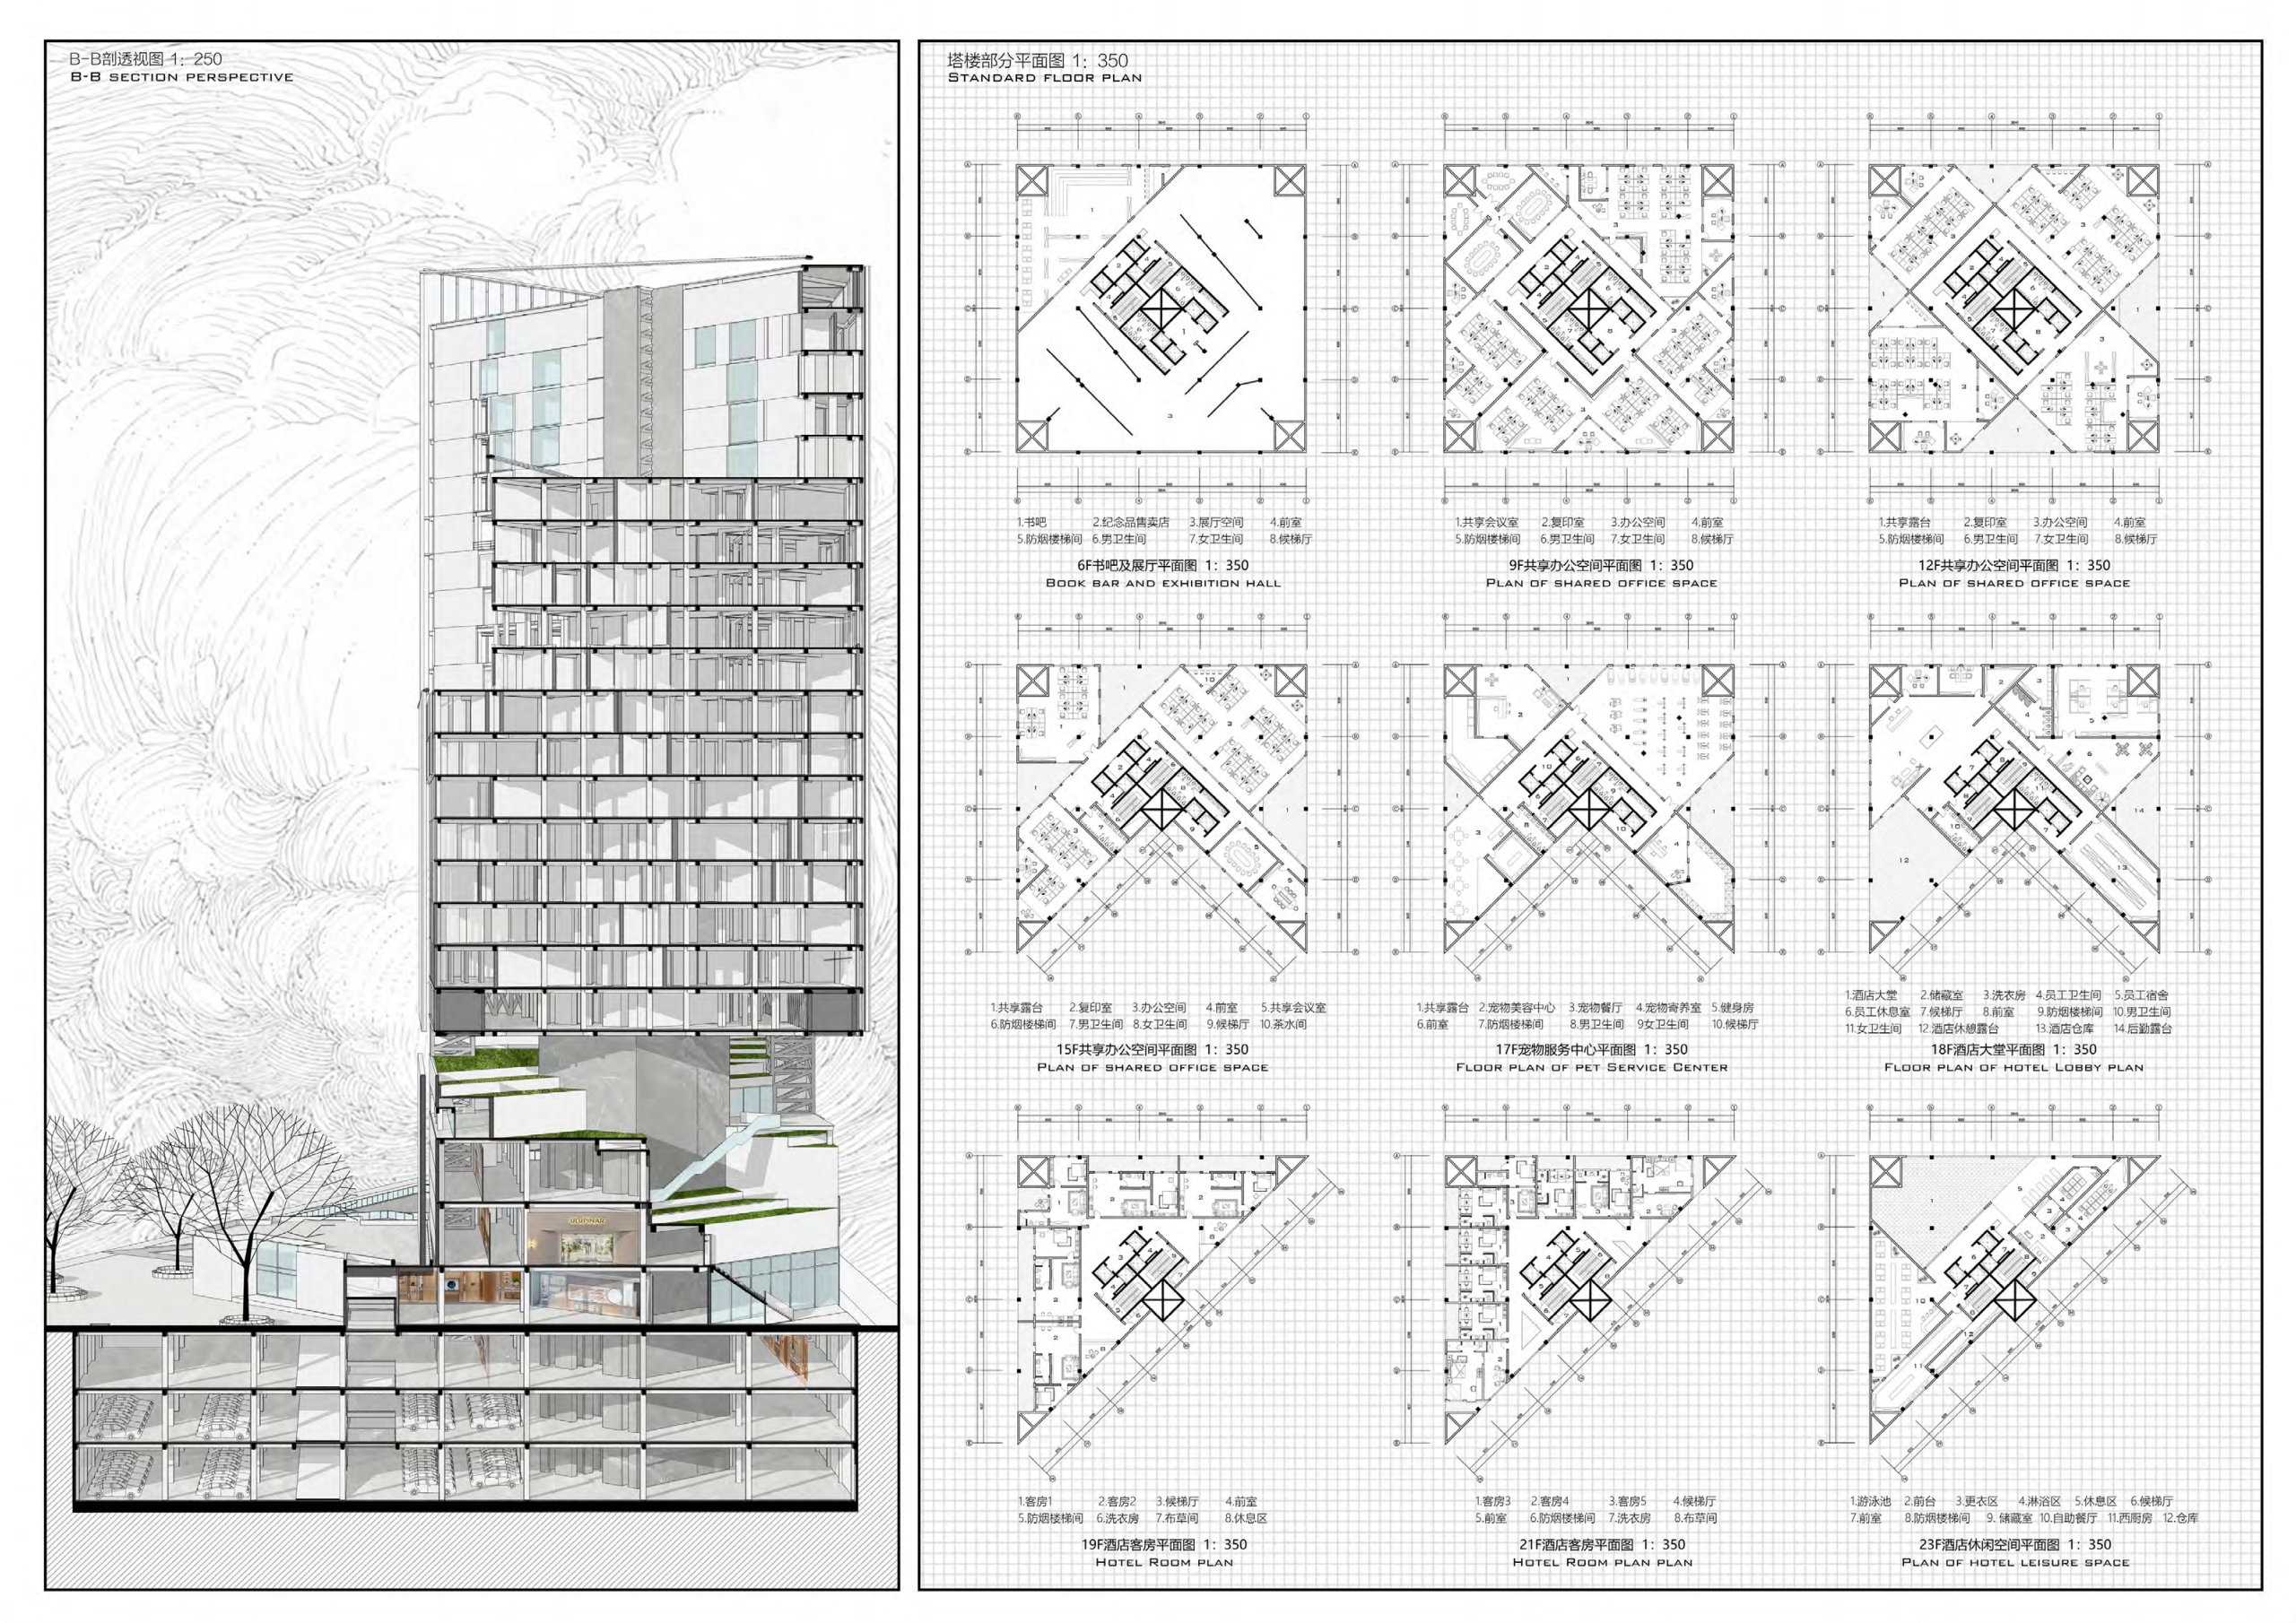 B-B剖透视图 1：250
B-B SECTION PERSPECTIVE
塔楼部分平面图 1：350
STANDARD FLOOR PLAN
1.书吧 2.纪念品售卖店 3.展厅空间 4.前室
5.防烟楼梯间 6.男卫生间 7.女卫生间 8.候梯厅
6F书吧及展厅平面图 1：350
BOOK BAR AND EXHIBITION HALL
1.共享会议室 2.复印室 3.办公空间 4.前室
5.防烟楼梯间 6.男卫生间 7.女卫生间 8.候梯厅
9F共享办公空间平面图 1：350
PLAN OF SHARED OFFICE SPACE
1.共享露台 2.复印室 3.办公空间 4.前室
5.防烟楼梯间 6.男卫生间 7.女卫生间 8.候梯厅
12F共享办公空间平面图 1：350
PLAN OF SHARED OFFICE SPACE
1.共享露台 2.复印室 3.办公空间 4.前室 5.共享会议室
6.防烟楼梯间 7.男卫生间 8.女卫生间 9.候梯厅 10.茶水间
15F共享办公空间平面图 1：350
PLAN OF SHARED OFFICE SPACE
1.共享露台 2.宠物美容中心 3.宠物餐厅 4.宠物寄养室 5.健身房
6.前室 7.防烟楼梯间 8.男卫生间 9女卫生间 10.候梯厅
17F宠物服务中心平面图 1：350
FLOOR PLAN OF PET SERVICE CENTER
1.酒店大堂 2.储藏室 3.洗衣房 4.员工卫生间 5.员工宿舍
6.员工休息室 7.候梯厅 8.前室 9.防烟楼梯间 10.男卫生间
11.女卫生间 12.酒店休憩露台 13.酒店仓库 14.后勤露台
18F酒店大堂平面图 1：350
FLOOR PLAN OF HOTEL LOBBY PLAN
1.客房1 2.客房2 3.候梯厅 4.前室
5.防烟楼梯间 6.洗衣房 7.布草间 8.休息区
19F酒店客房平面图 1：350
HOTEL ROOM PLAN
1.客房3 2.客房4 3.客房5 4.候梯厅
5.前室 6.防烟楼梯间 7.洗衣房 8.布草间
21F酒店客房平面图 1：350
HOTEL ROOM PLAN PLAN
1.游泳池 2.前台 3.更衣区 4.淋浴区 5.休息区 6.候梯厅
7.前室 8.防烟楼梯间 9. 储藏室 10.自助餐厅 11.西厨房 12.仓库
23F酒店休闲空间平面图 1：350
PLAN OF HOTEL LEISURE SPACE